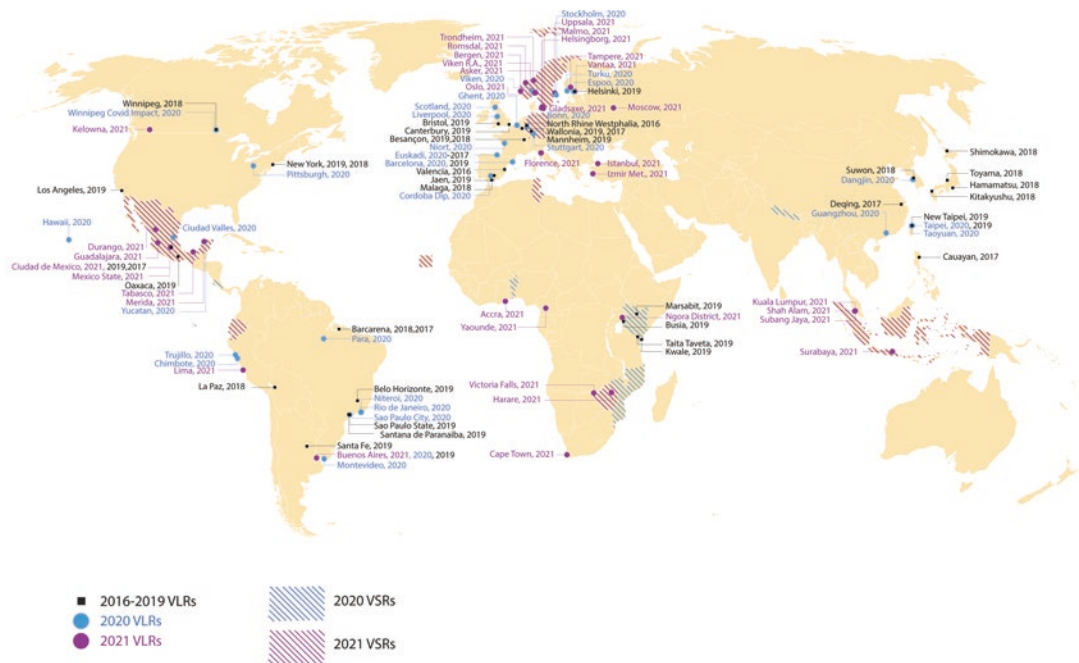 Stockholm, 2020
Uppsala, 2021
Malmo, 2021
Helsingborg, 2021
Trondheim, 2021
Romsdal, 2021
Bergen, 2021
Viken R.A., 2021
Asker, 2021
Viken, 2020
Oslo, 2021
Ghent, 2020
Tampere, 2021
Vantaa, 2021
Turku, 2020
Espoo, 2020
Helsinki, 2019
Scotland, 2020
Liverpool, 2020
Bristol, 2019
Canterbury, 2019
Besançon, 2019,2018
Niort, 2020
Euskadi, 2020-2017
Barcelona, 2020, 2019
Valencia, 2016
Jaen, 2019
Malaga, 2018
Cordoba Dip, 2020
Gladsaxe, 2021
Moscow, 2021
Bonn, 2020
North Rhine Westphalia, 2016
Wallonia, 2019, 2017
Mannheim, 2019
Stuttgart, 2020
Florence, 2021
Istanbul, 2021
Izmir Met., 2021
Winnipeg, 2018
Winnipeg Covid Impact, 2020
Kelowna, 2021
New York, 2019, 2018
Pittsburgh, 2020
Los Angeles, 2019
Hawaii, 2020
Ciudad Valles, 2020
Durango, 2021
Guadalajara, 2021
Ciudad de Mexico, 2021, 2019,2017
Mexico State, 2021
Oaxaca, 2019
Tabasco, 2021
Merida, 2021
Yucatan, 2020
Shimokawa, 2018
Suwon, 2018
Dangjin, 2020
Toyama, 2018
Hamamatsu, 2018
Kitakyushu, 2018
Deqing, 2017
Guangzhou, 2020
New Taipei, 2019
Taipei, 2020, 2019
Taoyuan, 2020
Cauayan, 2017
Barcarena, 2018,2017
Para, 2020
Trujillo, 2020
Chimbote, 2020
Lima, 2021
La Paz, 2018
Belo Horizonte, 2019
Niteroi, 2020
Rio de Janeiro, 2020
Sao Paulo City, 2020
Sao Paulo State, 2019
Santana de Paranaiba, 2019
Santa Fe, 2019
Buenos Aires, 2021, 2020, 2019
Montevideo, 2020
Accra, 2021
Yaounde, 2021
Marsabit, 2019
Ngora District, 2021
Busia, 2019
Taita Taveta, 2019
Kwale, 2019
Victoria Falls, 2021
Harare, 2021
Cape Town, 2021
Kuala Lumpur, 2021
Shah Alam, 2021
Subang Jaya, 2021
Surabaya, 2021
2016-2019 VLRs
2020 VLRs
2021 VLRs
2020 VSRs
2021 VSRs